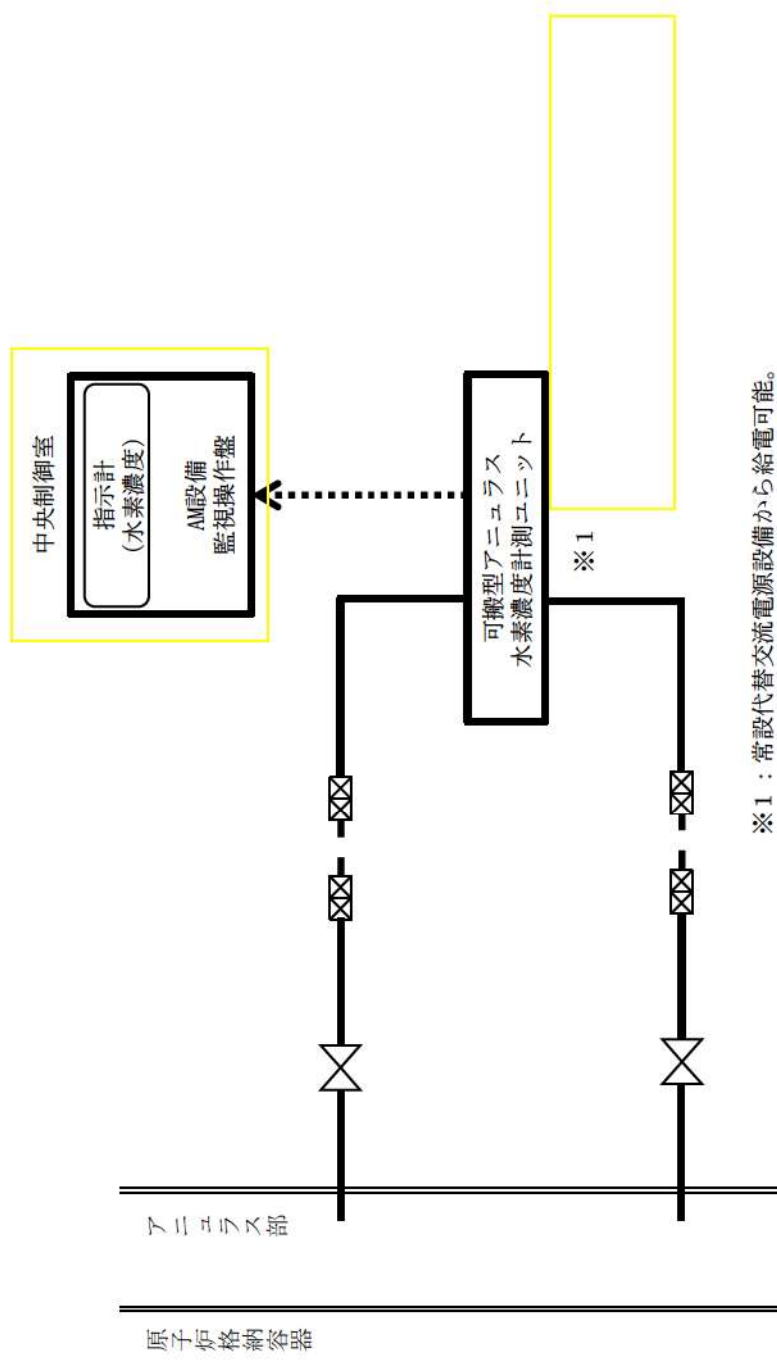 中央制御室
指示計
(水素濃度)
AM設備
監視操作盤
可搬型アニュラス
水素濃度計測ユニット
※1
アニュラス部
原子炉格納容器
※1：常設代替交流電源設備から給電可能。